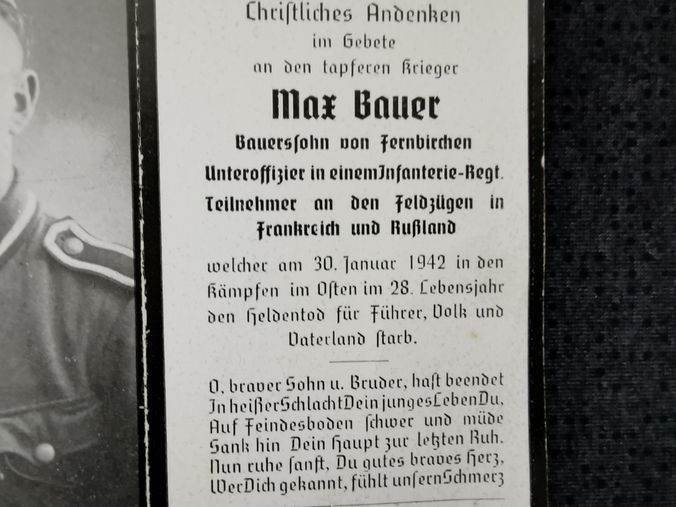 Christliches Andenken
im Gebete
an den tapferen Krieger
Max Bauer
Bauerssohn von Fernbirchen
Unteroffizier in einem Infanterie-Regt.
Teilnehmer an den Feldzügen in
Frankreich und Rußland
welcher am 30. Januar 1942 in den
Kämpfen im Osten im 28. Lebensjahr
den Heldentod für Führer, Volk und
Vaterland starb.
O, braver Sohn u. Bruder, hast beendet
In heißer Schlacht Dein junges Leben Du,
Auf Feindesboden schwer und müde
Sank hin Dein Haupt zur letzten Ruh.
Nun ruhe sanft, Du gutes braves Herz,
Wer Dich gekannt, fühlt unsern Schmerz